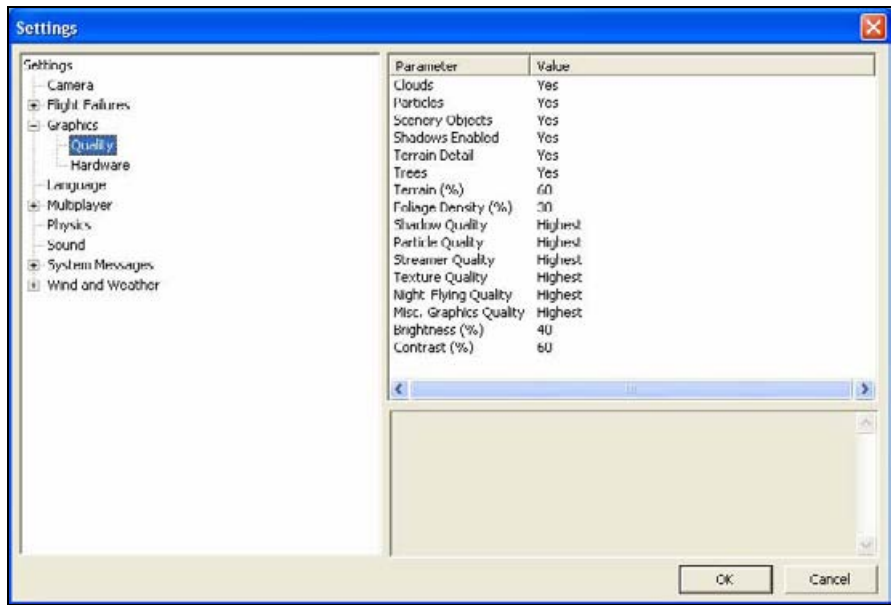 Settings
Settings
Camera
Flight Failures
Graphics
Quality
Hardware
Language
Multiplayer
Physics
Sound
System Messages
Wind and Weather
Parameter Value
Clouds Yes
Particles Yes
Scenery Objects Yes
Shadows Enabled Yes
Terrain Detail Yes
Trees Yes
Terrain (%) 60
Foliage Density (%) 30
Shadow Quality Highest
Particle Quality Highest
Streamer Quality Highest
Texture Quality Highest
Night Flying Quality Highest
Misc. Graphics Quality Highest
Brightness (%) 40
Contrast (%) 60
OK Cancel